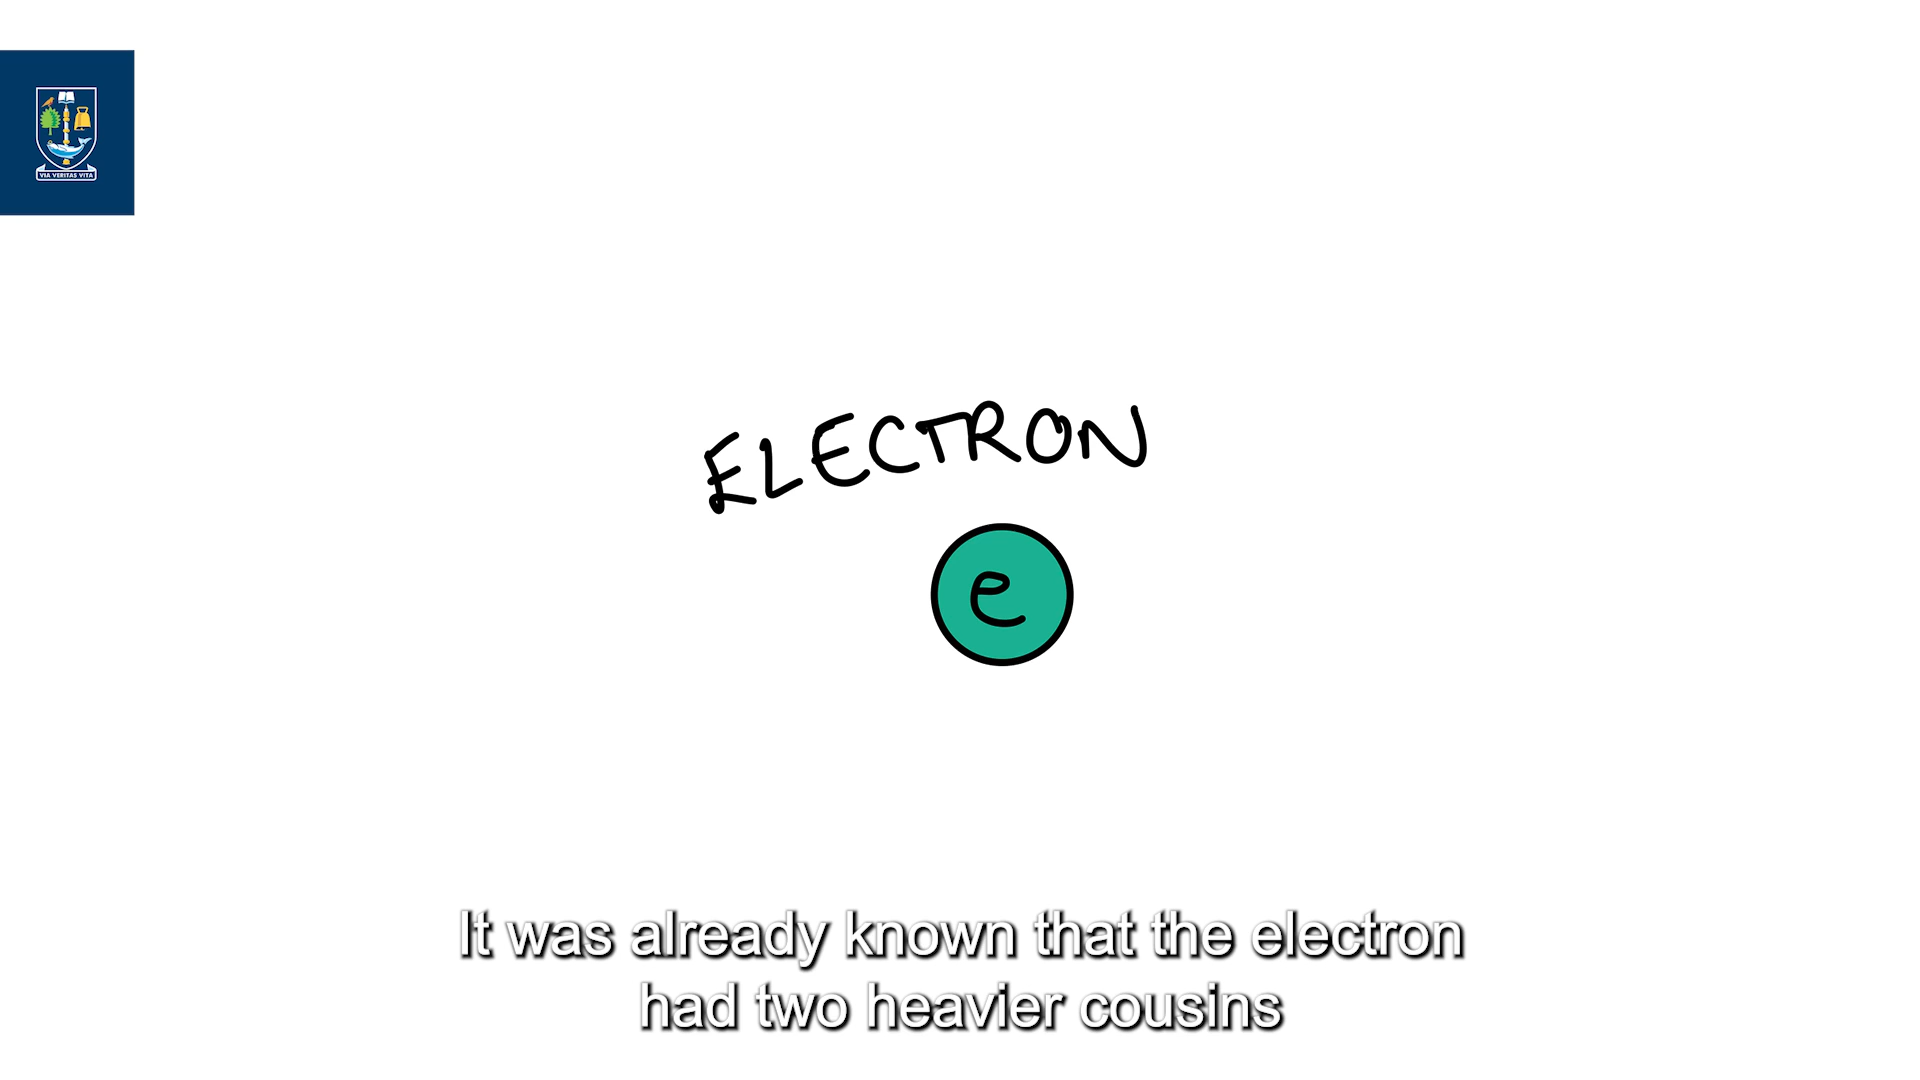 VIA VERITAS VITA
ELECTRON
e
It was already known that the electron
had two heavier cousins